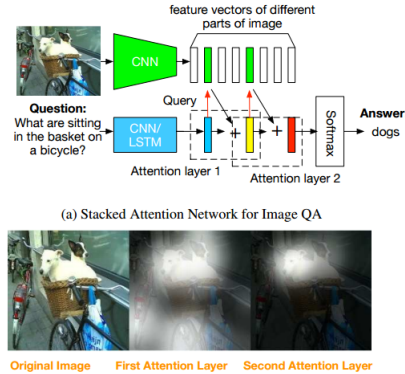 feature vectors of different
parts of image
CNN
Question:
What are sitting
in the basket on
a bicycle?
Query
CNN/
LSTM
+
+
Softmax
Answer
dogs
Attention layer 1
Attention layer 2
(a) Stacked Attention Network for Image QA
Original Image First Attention Layer Second Attention Layer